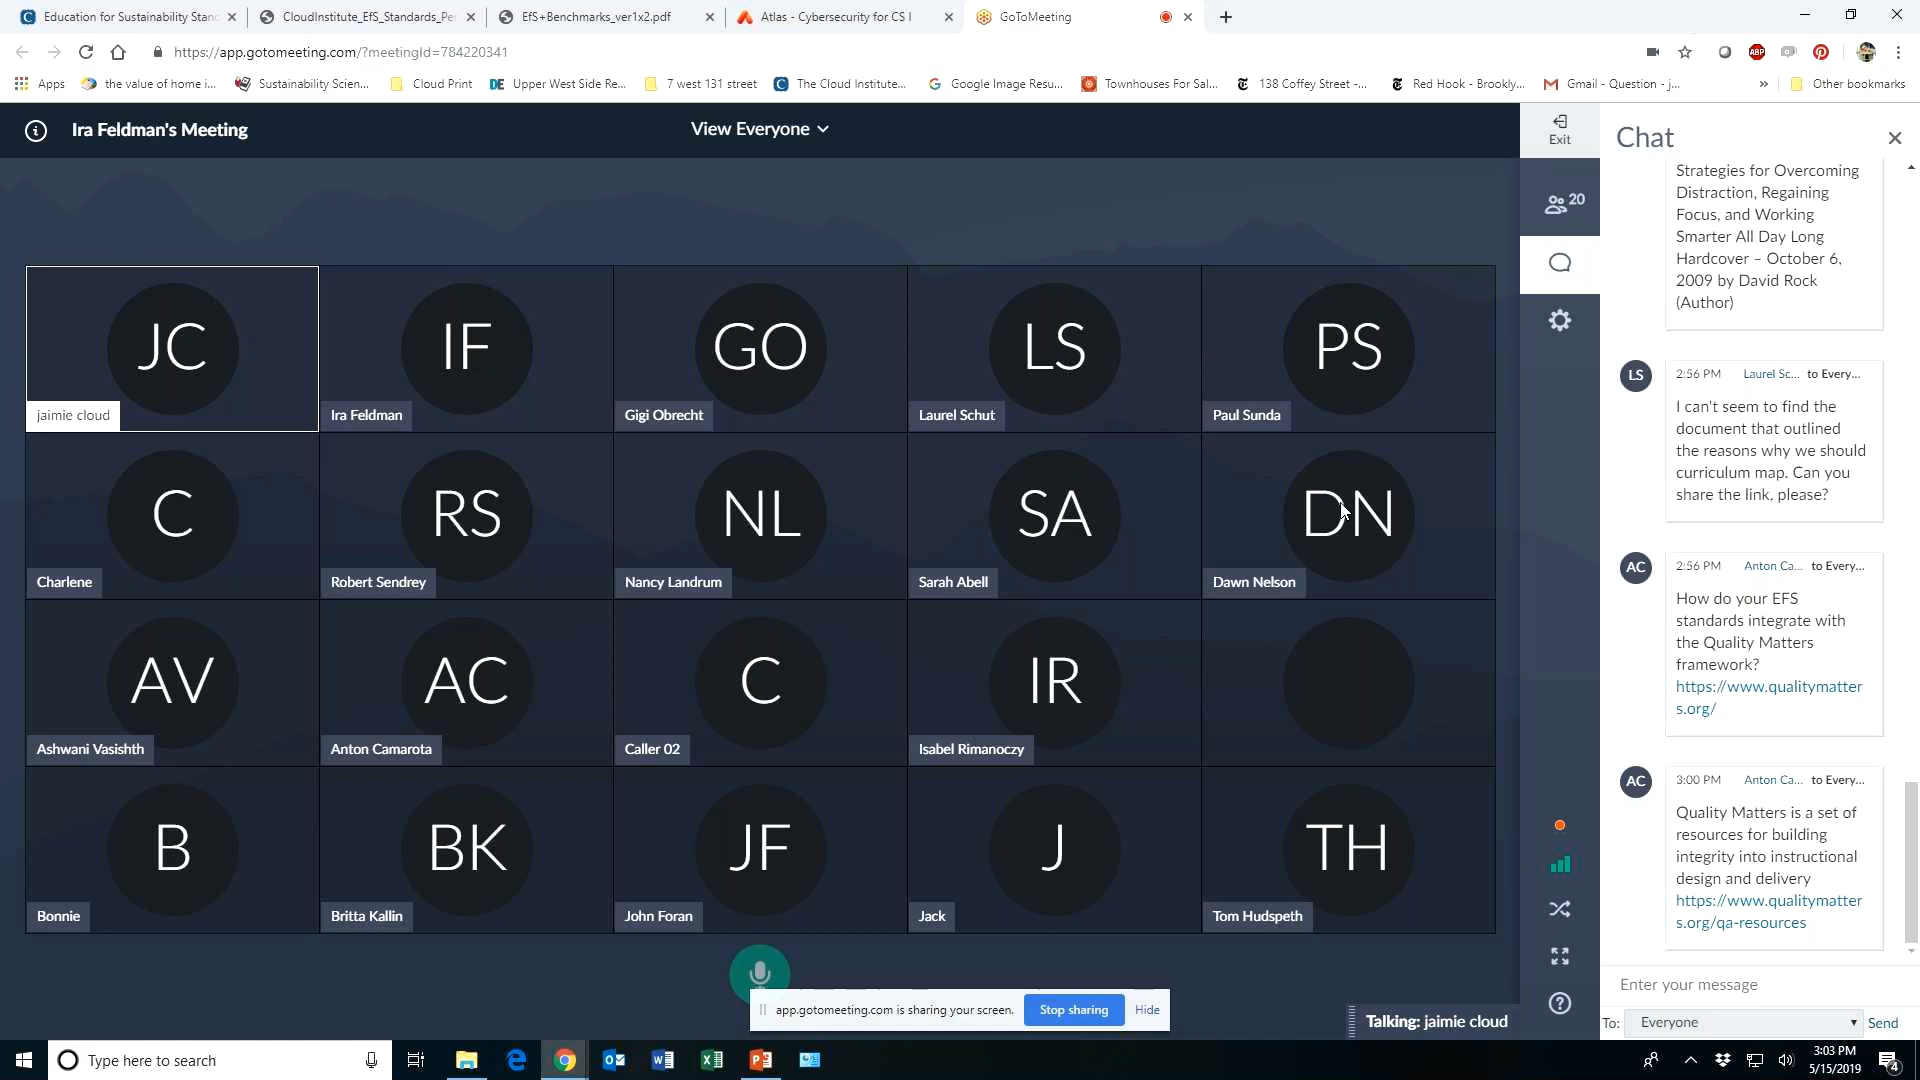 Education for Sustainability Stand
CloudInstitute_EfS_Standards_Per
EfS+Benchmarks_ver1x2.pdf
Atlas - Cybersecurity for CS I
GoToMeeting
https://app.gotomeeting.com/?meetingId=784220341
ABP
Apps
the value of home i...
Sustainability Scien...
Cloud Print
DE Upper West Side Re...
7 west 131 street
The Cloud Institute...
Google Image Resu...
Townhouses For Sal...
138 Coffey Street -...
Red Hook - Brookly...
Gmail - Question - j...
»
Other bookmarks
Ira Feldman's Meeting
View Everyone
Exit
20
JC
jaimie cloud
IF
Ira Feldman
GO
Gigi Obrecht
LS
Laurel Schut
PS
Paul Sunda
C
Charlene
RS
Robert Sendrey
NL
Nancy Landrum
SA
Sarah Abell
DN
Dawn Nelson
AV
Ashwani Vasishth
AC
Anton Camarota
C
Caller 02
IR
Isabel Rimanoczy
B
Bonnie
BK
Britta Kallin
JF
John Foran
J
Jack
TH
Tom Hudspeth
app.gotomeeting.com is sharing your screen.
Stop sharing
Hide
Talking: jaimie cloud
Chat
Strategies for Overcoming
Distraction, Regaining
Focus, and Working
Smarter All Day Long
Hardcover – October 6,
2009 by David Rock
(Author)
LS
2:56 PM Laurel Sc... to Every...
I can't seem to find the
document that outlined
the reasons why we should
curriculum map. Can you
share the link, please?
AC
2:56 PM Anton Ca... to Every...
How do your EFS
standards integrate with
the Quality Matters
framework?
https://www.qualitymatter
s.org/
AC
3:00 PM Anton Ca... to Every...
Quality Matters is a set of
resources for building
integrity into instructional
design and delivery
https://www.qualitymatter
s.org/qa-resources
Enter your message
To: Everyone
Send
Type here to search
3:03 PM
5/15/2019
4